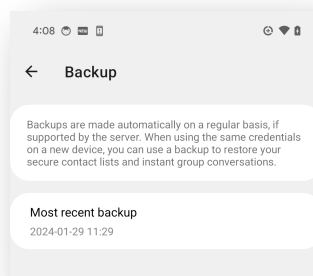 4:08
Backup
Backups are made automatically on a regular basis, if
supported by the server. When using the same credentials
on a new device, you can use a backup to restore your
secure contact lists and instant group conversations.
Most recent backup
2024-01-29 11:29